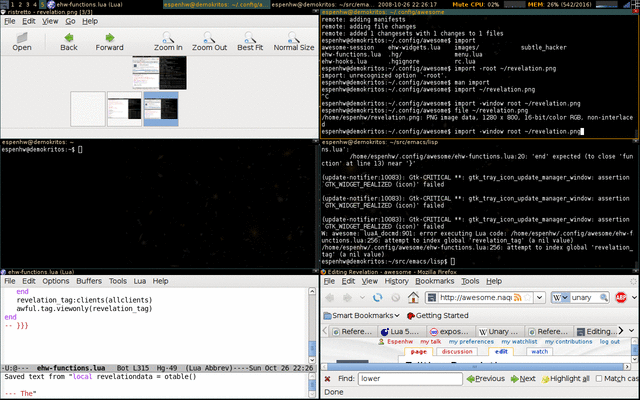 1 2 3 4 5
ehw-functions.lua (Lua)
espenhw@demokritos: ~/.config/a
espenhw@demokritos: ~/src/ema
2008-10-26 22:26:17
Mute CPU: 02%
MEM: 26% (542/2016)
ristretto - revelation.png [3/3]
Open
Back
Forward
Zoom in
Zoom Out
Best Fit
Normal Size
espenhw@demokritos: ~/.config/awesome
remote: adding manifests
remote: adding file changes
remote: added 1 changesets with 1 changes to 1 files
espenhw@demokritos:~/.config/awesome$ import
awesome-session ehw-widgets.lua images/ subtle_hacker
ehw-functions.lua .hg/ menu.lua
ehw-hooks.lua .hgignore rc.lua
espenhw@demokritos:~/.config/awesome$ import -root ~/revelation.png
import: unrecognized option `-root'.
espenhw@demokritos:~/.config/awesome$ man import
espenhw@demokritos:~/.config/awesome$ import
^C
espenhw@demokritos:~/.config/awesome$ import -window root ~/revelation.png
espenhw@demokritos:~/.config/awesome$ file ~/revelation.png
/home/espenhw/revelation.png: PNG image data, 1280 x 800, 16-bit/color RGB, non-interlace
d
espenhw@demokritos:~/.config/awesome$ import -window root ~/revelation.png
espenhw@demokritos: ~
espenhw@demokritos:~$
espenhw@demokritos: ~/src/emacs/lisp
ns.lua':
/home/espenhw/.config/awesome/ehw-functions.lua:20: 'end' expected (to close 'fun
ction' at line 13) near '}'
(update-notifier:10083): Gtk-CRITICAL **: gtk_tray_icon_update_manager_window: assertion
`GTK_WIDGET_REALIZED (icon)' failed
(update-notifier:10083): Gtk-CRITICAL **: gtk_tray_icon_update_manager_window: assertion
`GTK_WIDGET_REALIZED (icon)' failed
(update-notifier:10083): Gtk-CRITICAL **: gtk_tray_icon_update_manager_window: assertion
`GTK_WIDGET_REALIZED (icon)' failed
W: awesome: luaA_docmd:901: error executing Lua code: /home/espenhw/.config/awesome/ehw-f
unctions.lua:256: attempt to index global 'revelation_tag' (a nil value)
/home/espenhw/.config/awesome/ehw-functions.lua:256: attempt to index global 'revelation_
tag' (a nil value)
espenhw@demokritos:~/src/emacs/lisp$
ehw-functions.lua (Lua)
File Edit Options Buffers Tools Lua Help
end
revelation_tag:clients(allclients)
awful.tag.viewonly(revelation_tag)
end
-- }}}
-U:@--- ehw-functions.lua Bot L315 Hg-49 (Lua Abbrev)----Sun Oct 26 22:26
Saved text from "local revelationdata = otable()
--- The"
Editing Revelation - awesome - Mozilla Firefox
File Edit View History Bookmarks Tools Help
http://awesome.naqu
unary
ABP
Smart Bookmarks
Getting Started
Refere...
Lua 5....
expos...
Unary ...
Refere...
Editing...
Espenhw my talk my preferences my watchlist my contributions log out
page discussion edit watch
Find: lower
Previous Next Highlight all Match cas
Done